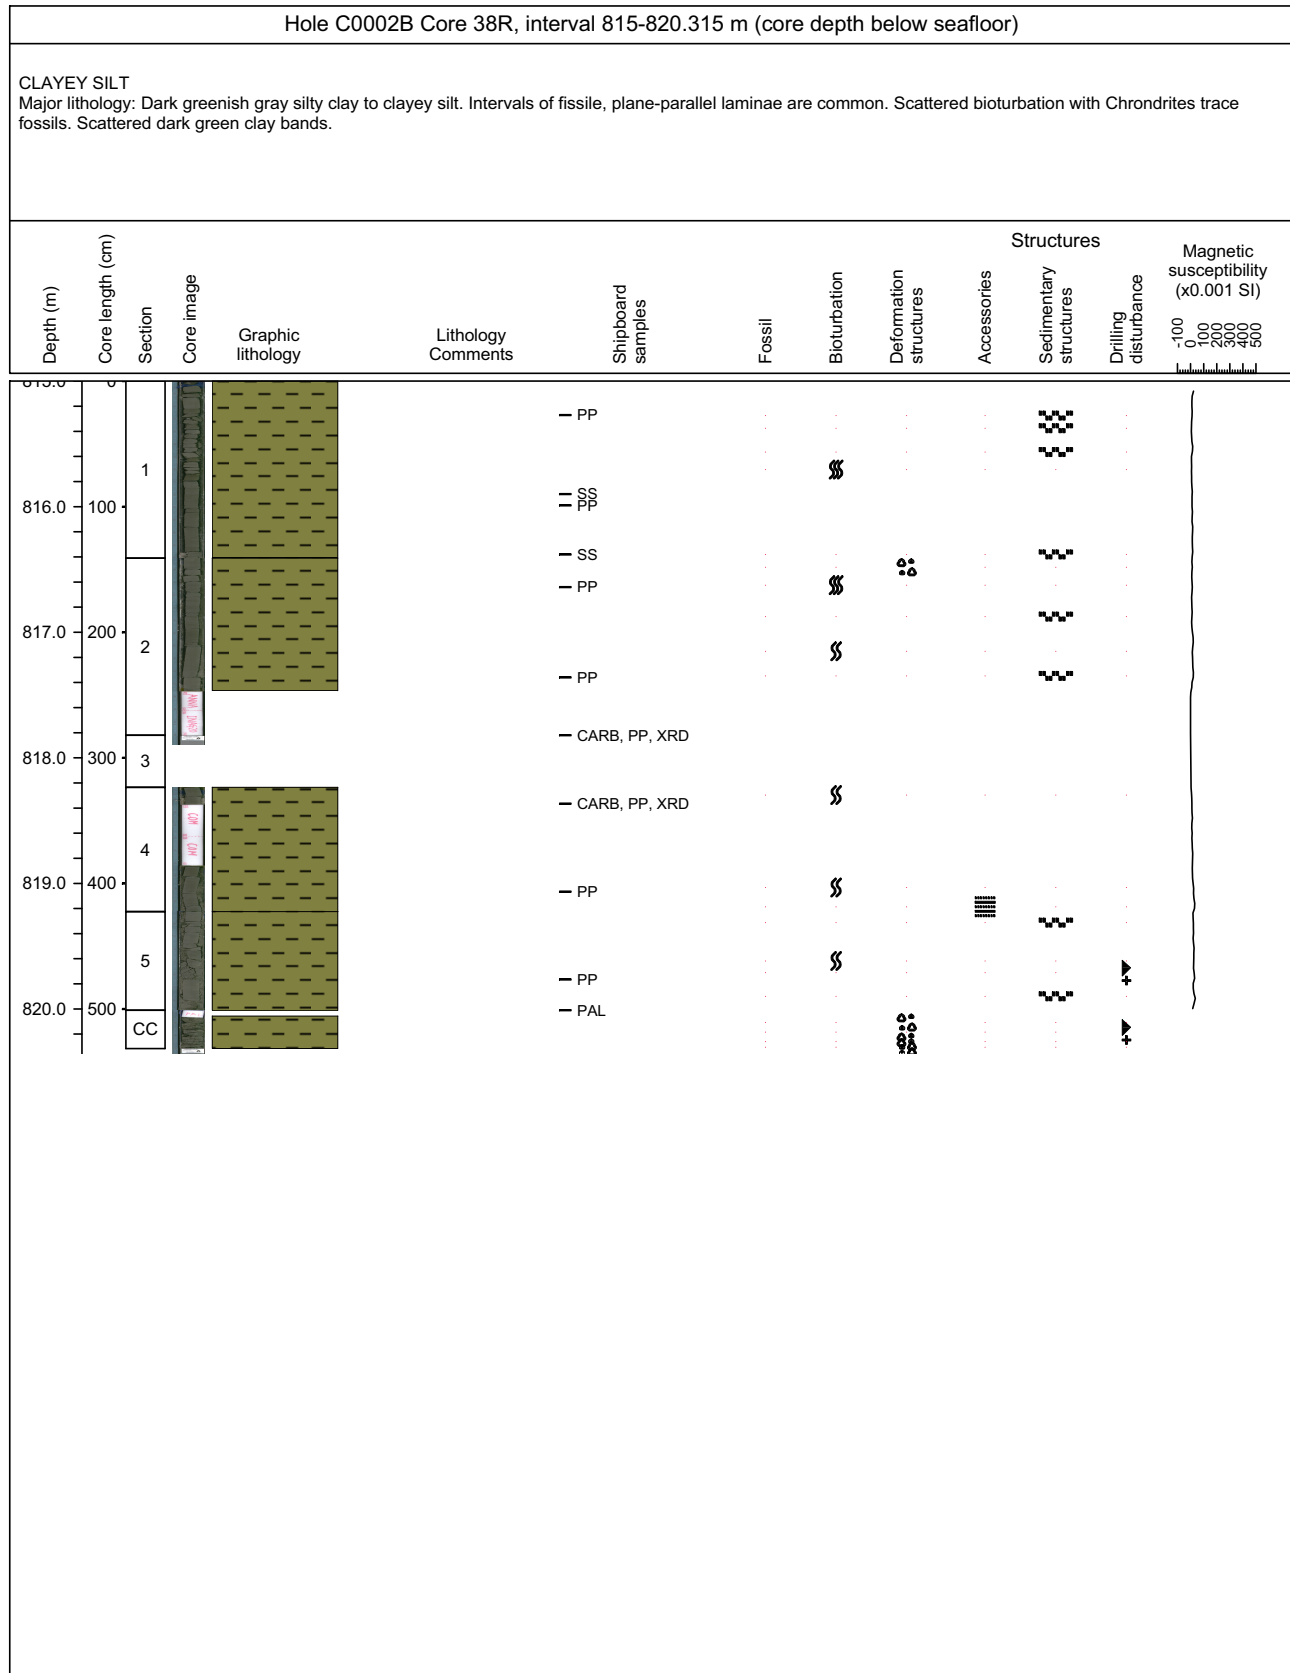 Hole C0002B Core 38R, interval 815-820.315 m (core depth below seafloor)
CLAYEY SILT
Major lithology: Dark greenish gray silty clay to clayey silt. Intervals of fissile, plane-parallel laminae are common. Scattered bioturbation with Chrondrites trace
fossils. Scattered dark green clay bands.
Depth (m)
Core length (cm)
Section
Core image
Graphic
lithology
Lithology
Comments
Shipboard
samples
Fossil
Bioturbation
Deformation
structures
Accessories
Structures
Sedimentary
structures
Drilling
disturbance
Magnetic
susceptibility
(x0.001 SI)
-100
0
100
200
300
400
500
815.0 0
PP
1
SS
816.0 100
PP
SS
PP
817.0 200
2
PP
CARB, PP, XRD
818.0 300
3
CARB, PP, XRD
COM COM
4
819.0 400
PP
5
PP
820.0 500
PAL
CC